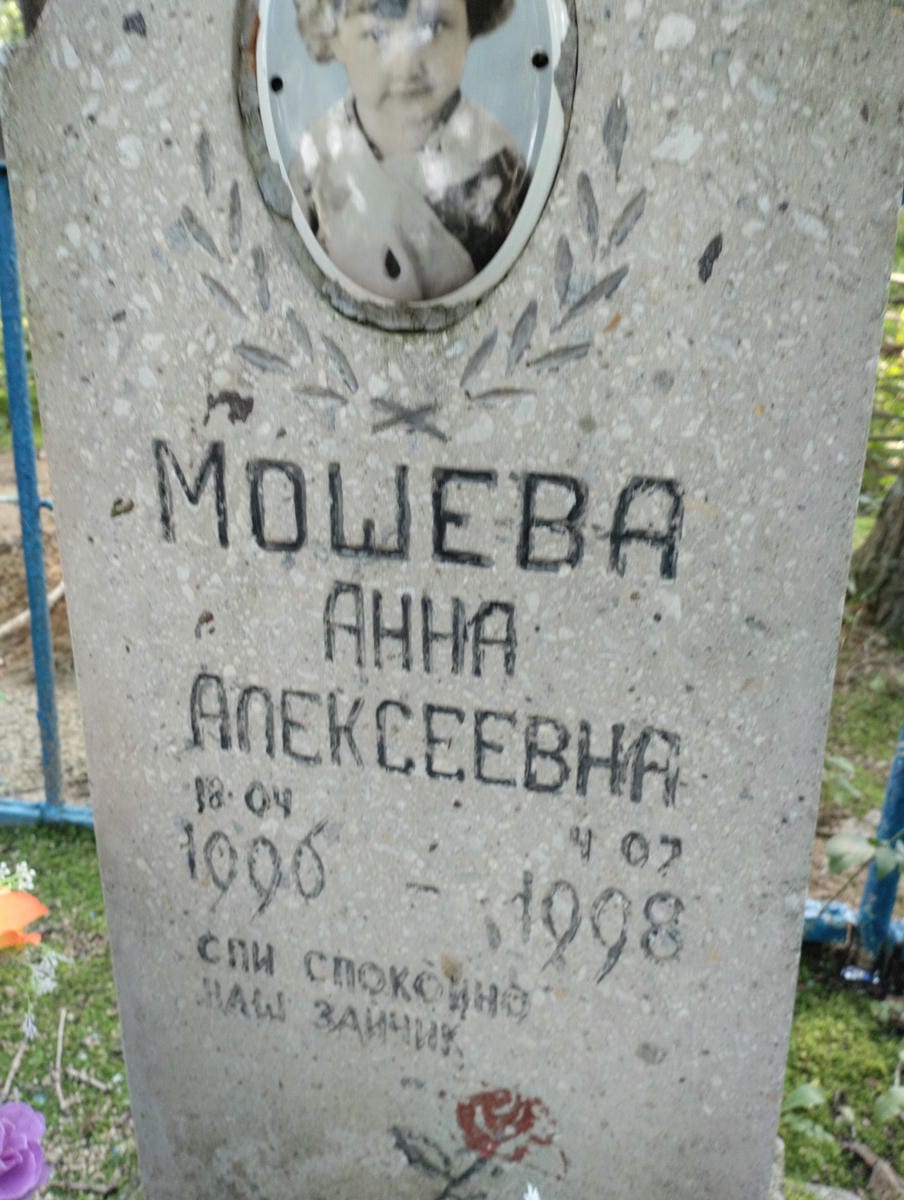 МОШЕВА
АННА
АЛЕКСЕЕВНА
18.04 4 07
1996 - 1998
СПИ СПОКОЙНО
НАШ ЗАЙЧИК